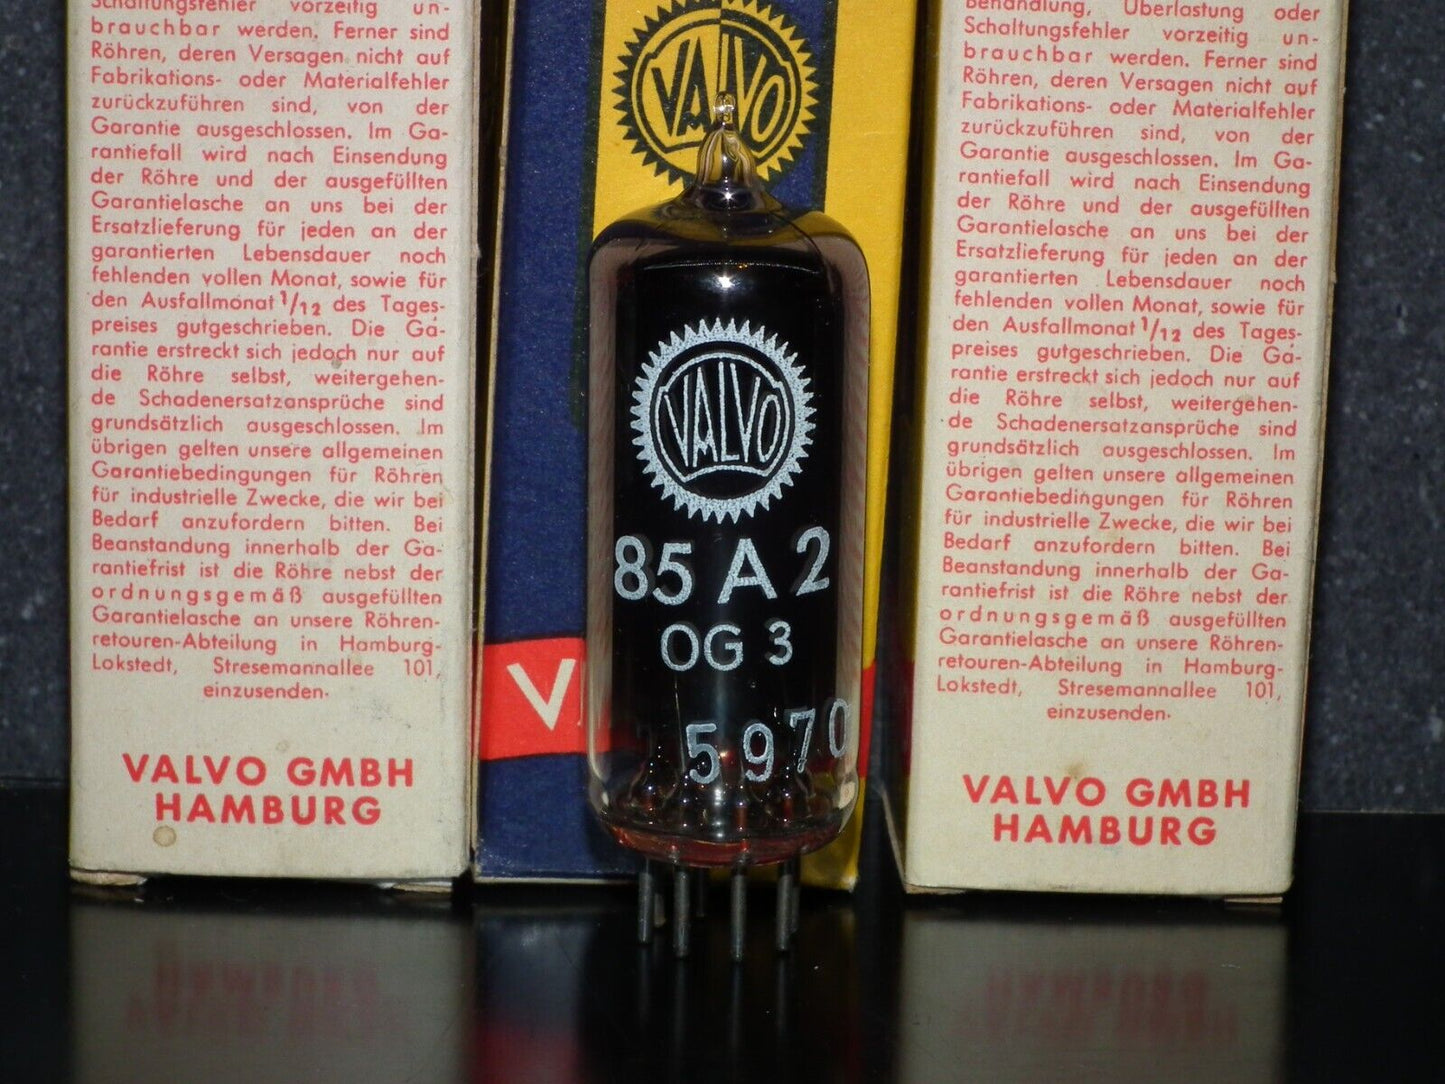 Schaltungsfehler vorzeitig un-
brauchbar werden. Ferner sind
Röhren, deren Versagen nicht auf
Fabrikations- oder Materialfehler
zurückzuführen sind, von der
Garantie ausgeschlossen. Im Ga-
rantiefall wird nach Einsendung
der Röhre und der ausgefüllten
Garantielasche an uns bei der
Ersatzlieferung für jeden an der
garantierten Lebensdauer noch
fehlenden vollen Monat, sowie für
den Ausfallmonat 1/12 des Tages-
preises gutgeschrieben. Die Ga-
rantie erstreckt sich jedoch nur auf
die Röhre selbst, weitergehen-
de Schadenersatzansprüche sind
grundsätzlich ausgeschlossen. Im
übrigen gelten unsere allgemeinen
Garantiebedingungen für Röhren
für industrielle Zwecke, die wir bei
Bedarf anzufordern bitten. Bei
Beanstandung innerhalb der Ga-
rantiefrist ist die Röhre nebst der
ordnungsgemäß ausgefüllten
Garantielasche an unsere Röhren-
retouren-Abteilung in Hamburg-
Lokstedt, Stresemannallee 101,
einzusenden.
VALVO GMBH
HAMBURG
VALVO
V
VALVO
85 A 2
OG 3
5970
Behandlung, Überlastung oder
Schaltungsfehler vorzeitig un-
brauchbar werden. Ferner sind
Röhren, deren Versagen nicht auf
Fabrikations- oder Materialfehler
zurückzuführen sind, von der
Garantie ausgeschlossen. Im Ga-
rantiefall wird nach Einsendung
der Röhre und der ausgefüllten
Garantielasche an uns bei der
Ersatzlieferung für jeden an der
garantierten Lebensdauer noch
fehlenden vollen Monat, sowie für
den Ausfallmonat 1/12 des Tages-
preises gutgeschrieben. Die Ga-
rantie erstreckt sich jedoch nur auf
die Röhre selbst, weitergehen-
de Schadenersatzansprüche sind
grundsätzlich ausgeschlossen. Im
übrigen gelten unsere allgemeinen
Garantiebedingungen für Röhren
für industrielle Zwecke, die wir bei
Bedarf anzufordern bitten. Bei
Beanstandung innerhalb der Ga-
rantiefrist ist die Röhre nebst der
ordnungsgemäß ausgefüllten
Garantielasche an unsere Röhren-
retouren-Abteilung in Hamburg-
Lokstedt, Stresemannallee 101,
einzusenden.
VALVO GMBH
HAMBURG